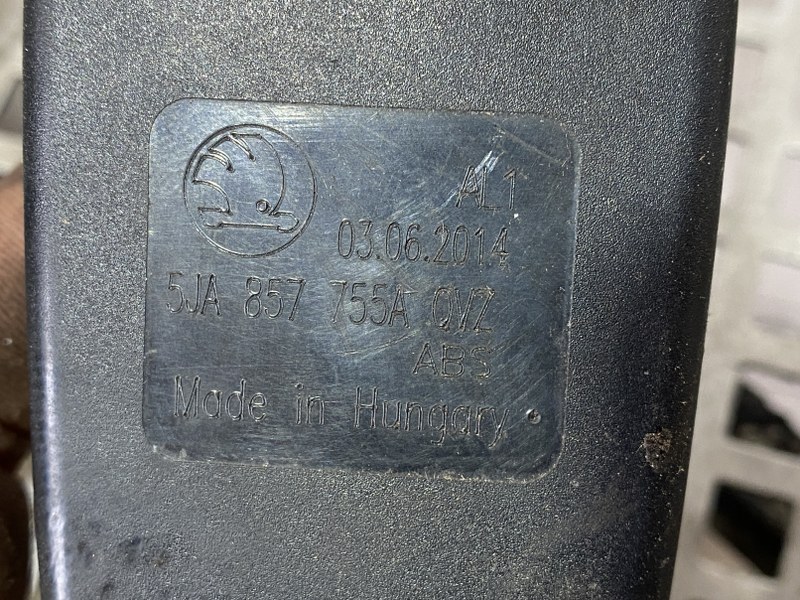 AL1
03.06.2014
5JA 857 755A QVZ
ABS
Made in Hungary